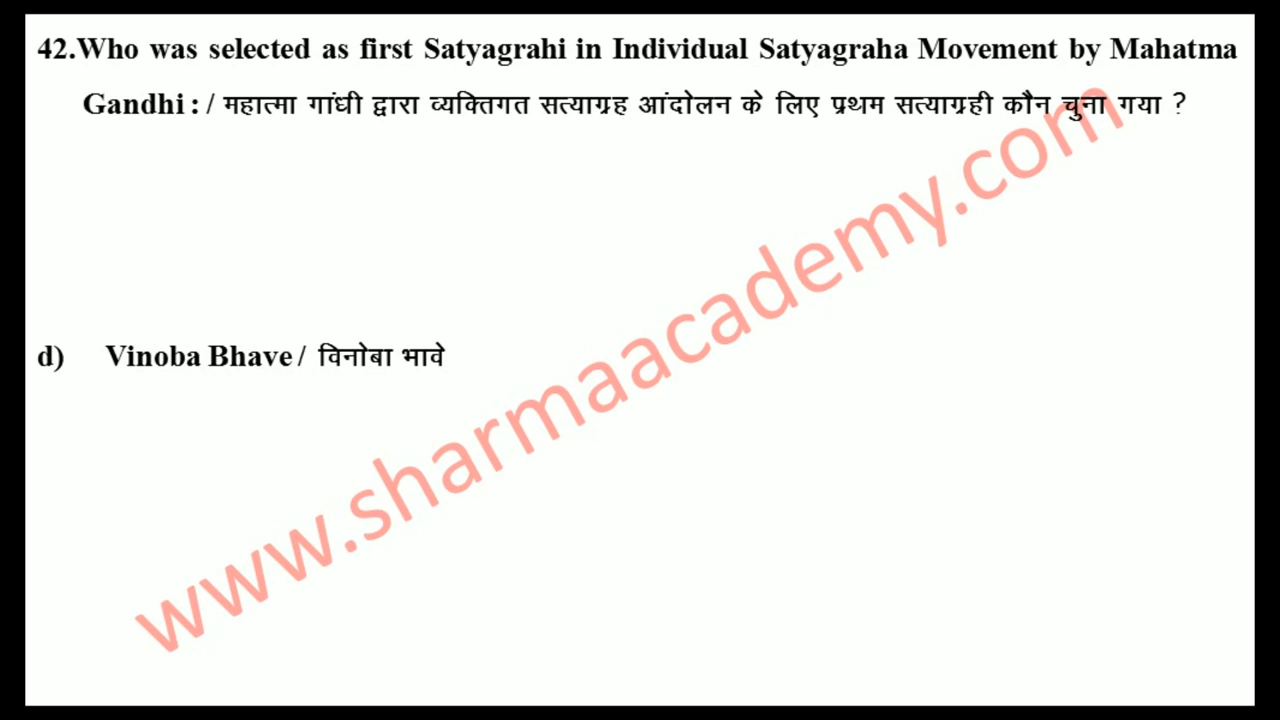 42.Who was selected as first Satyagrahi in Individual Satyagraha Movement by Mahatma
Gandhi : / महात्मा गांधी द्वारा व्यक्तिगत सत्याग्रह आंदोलन के लिए प्रथम सत्याग्रही कौन चुना गया ?
d) Vinoba Bhave / विनोबा भावे
www.sharmaacademy.com